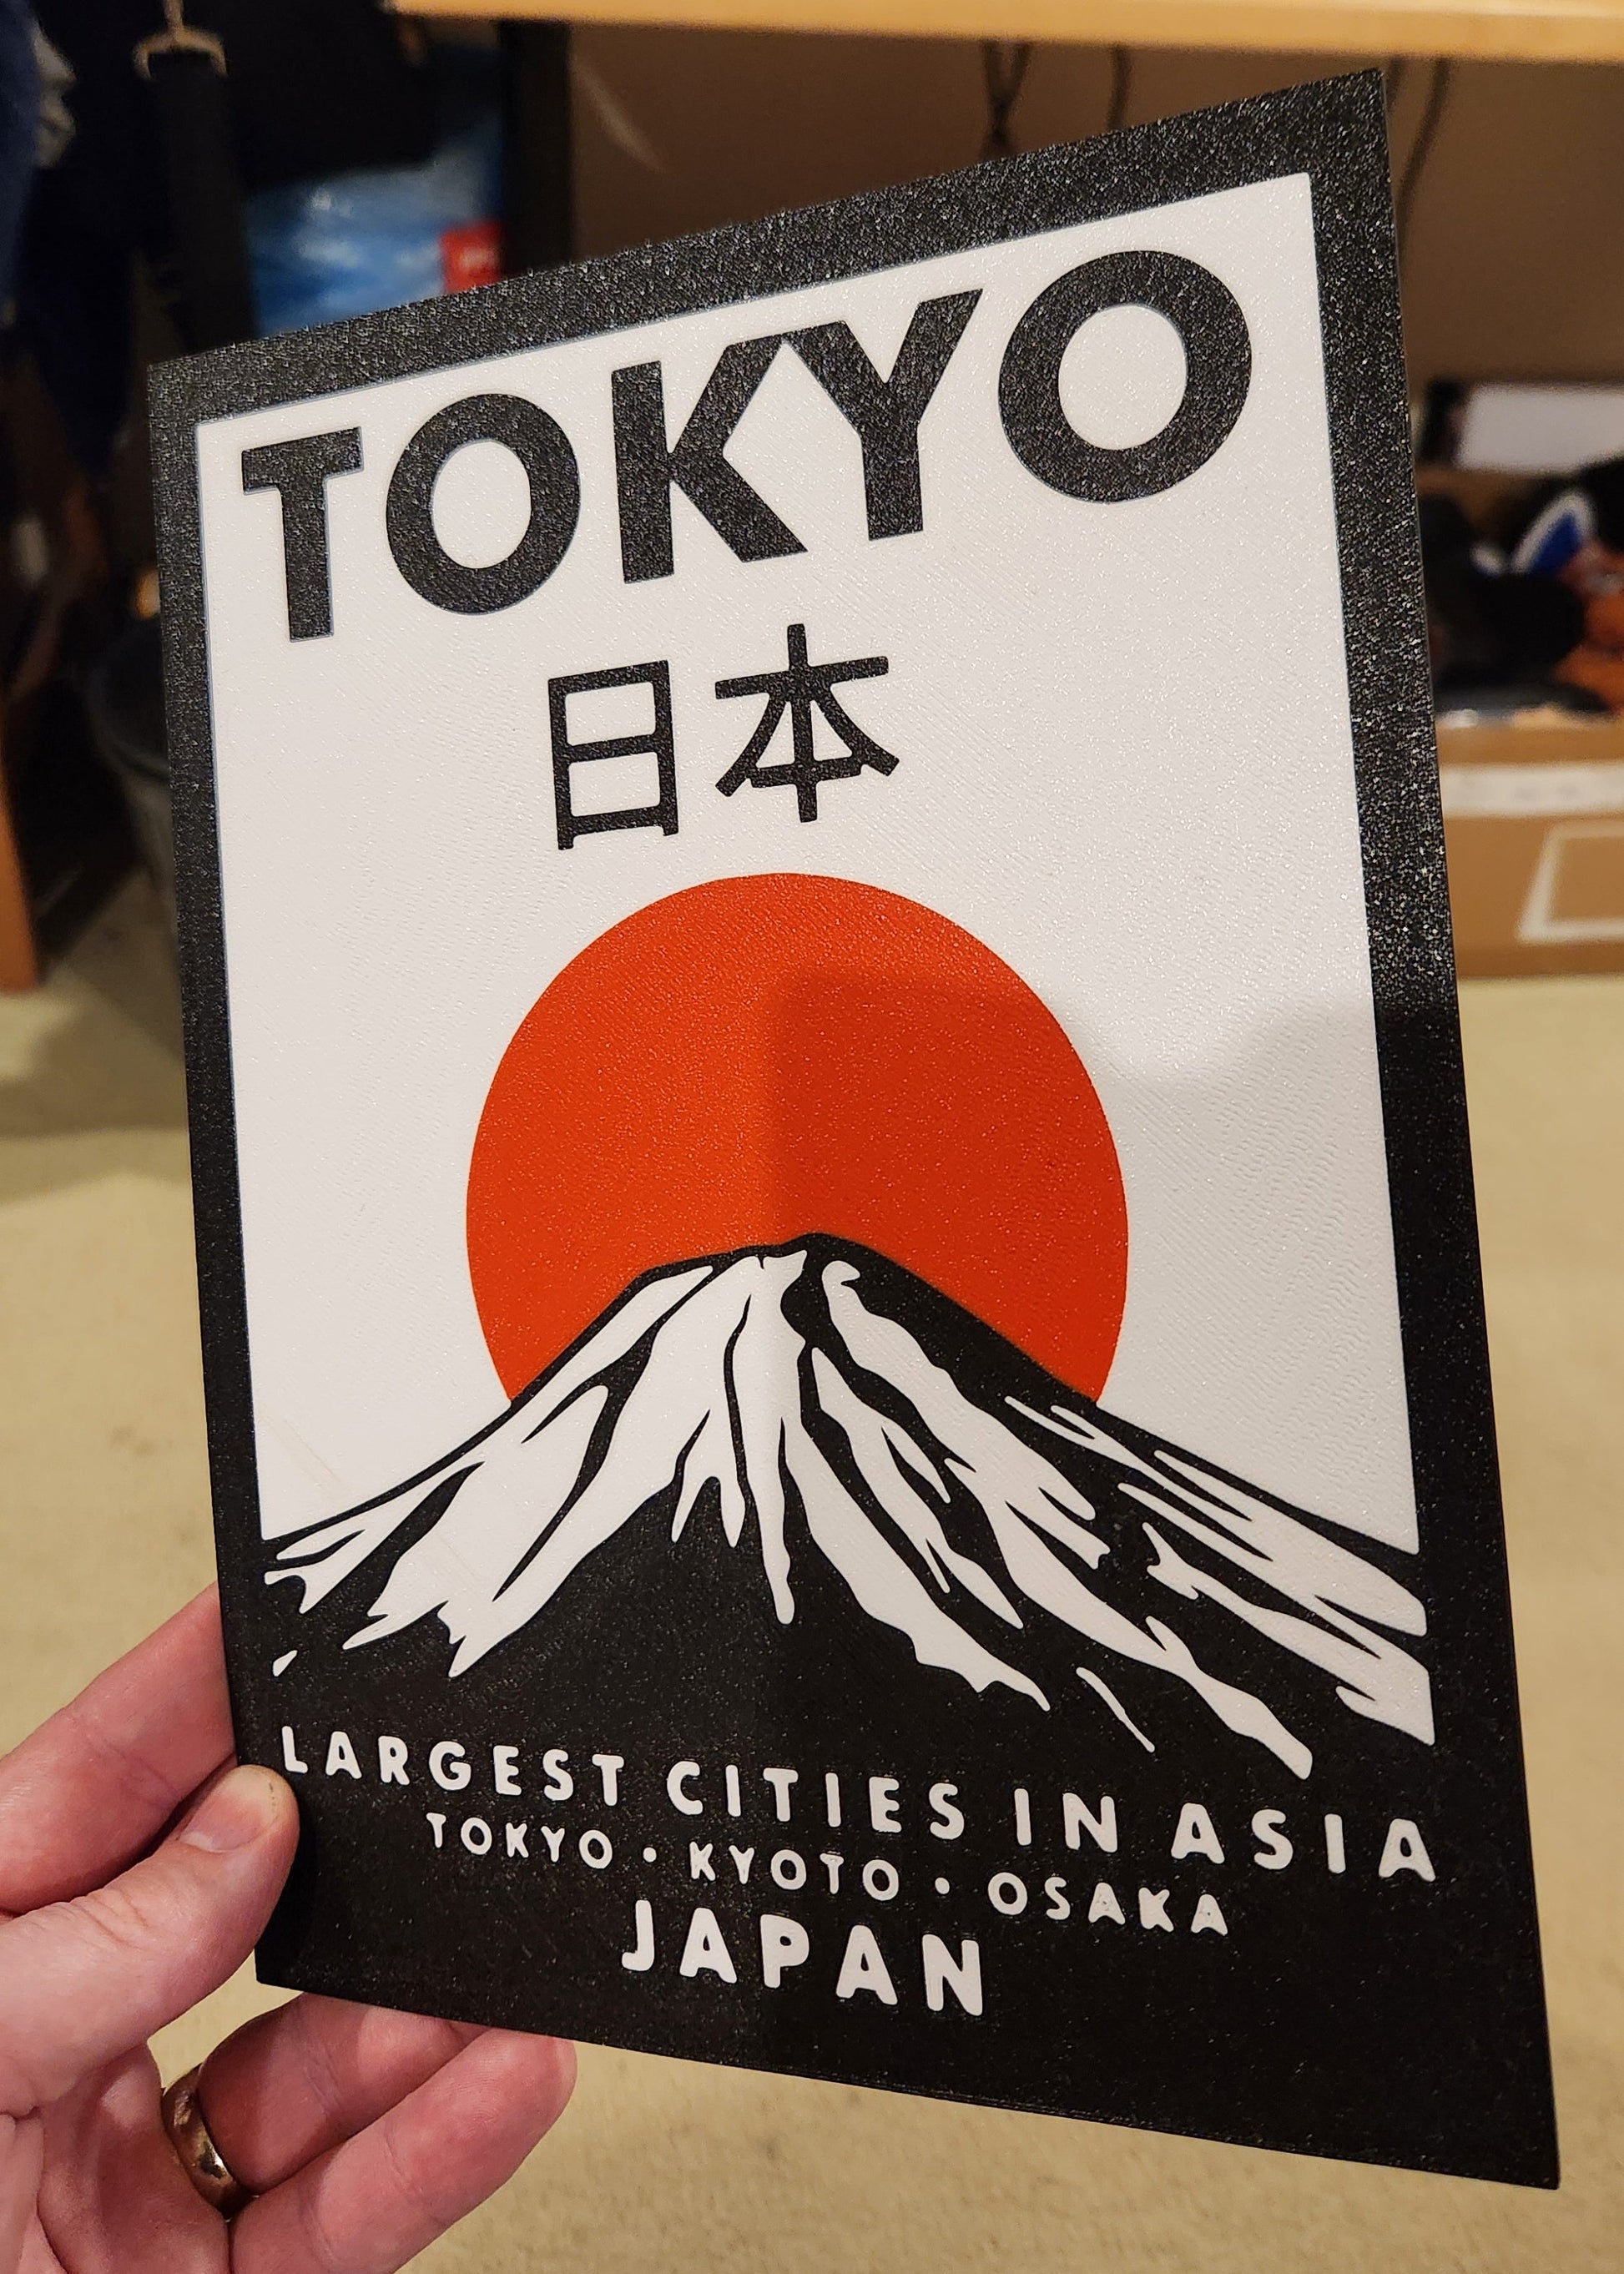 TOKYO
日本
LARGEST CITIES IN ASIA
TOKYO • KYOTO • OSAKA
JAPAN